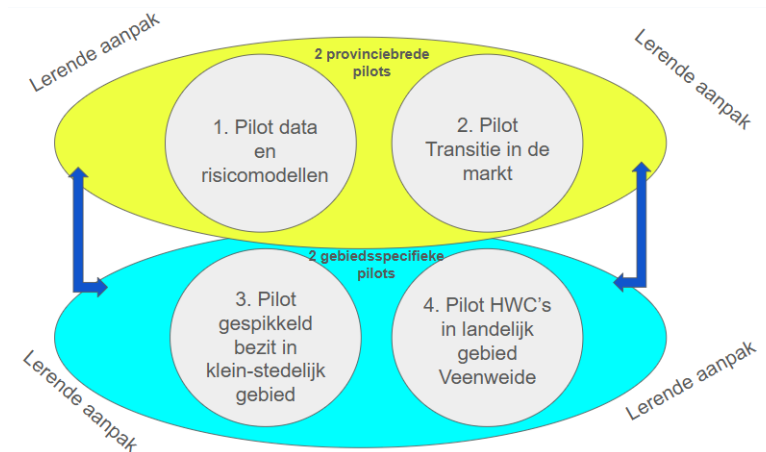 Lerende aanpak
Lerende aanpak
2 provinciebrede
pilots
1. Pilot data
en
risicomodellen
2. Pilot
Transitie in de
markt
2 gebiedsspecifieke
pilots
3. Pilot
gespikkeld
bezit in
klein-stedelijk
gebied
4. Pilot HWC's
in landelijk
gebied
Veenweide
Lerende aanpak
Lerende aanpak